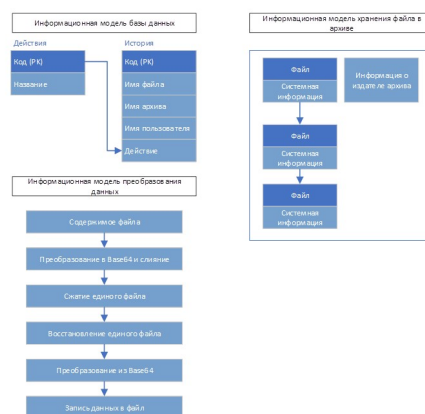 Информационная модель базы данных
Действия
Код (PK)
Название
История
Код (PK)
Имя файла
Имя архива
Имя пользователя
Действие
Информационная модель преобразования
данных
Содержимое файла
Преобразование в Base64 и слияние
Сжатие единого файла
Восстановление единого файла
Преобразование из Base64
Запись данных в файл
Информационная модель хранения файла в
архиве
Файл
Системная
информация
Информация о
издателе архива
Файл
Системная
информация
Файл
Системная
информация